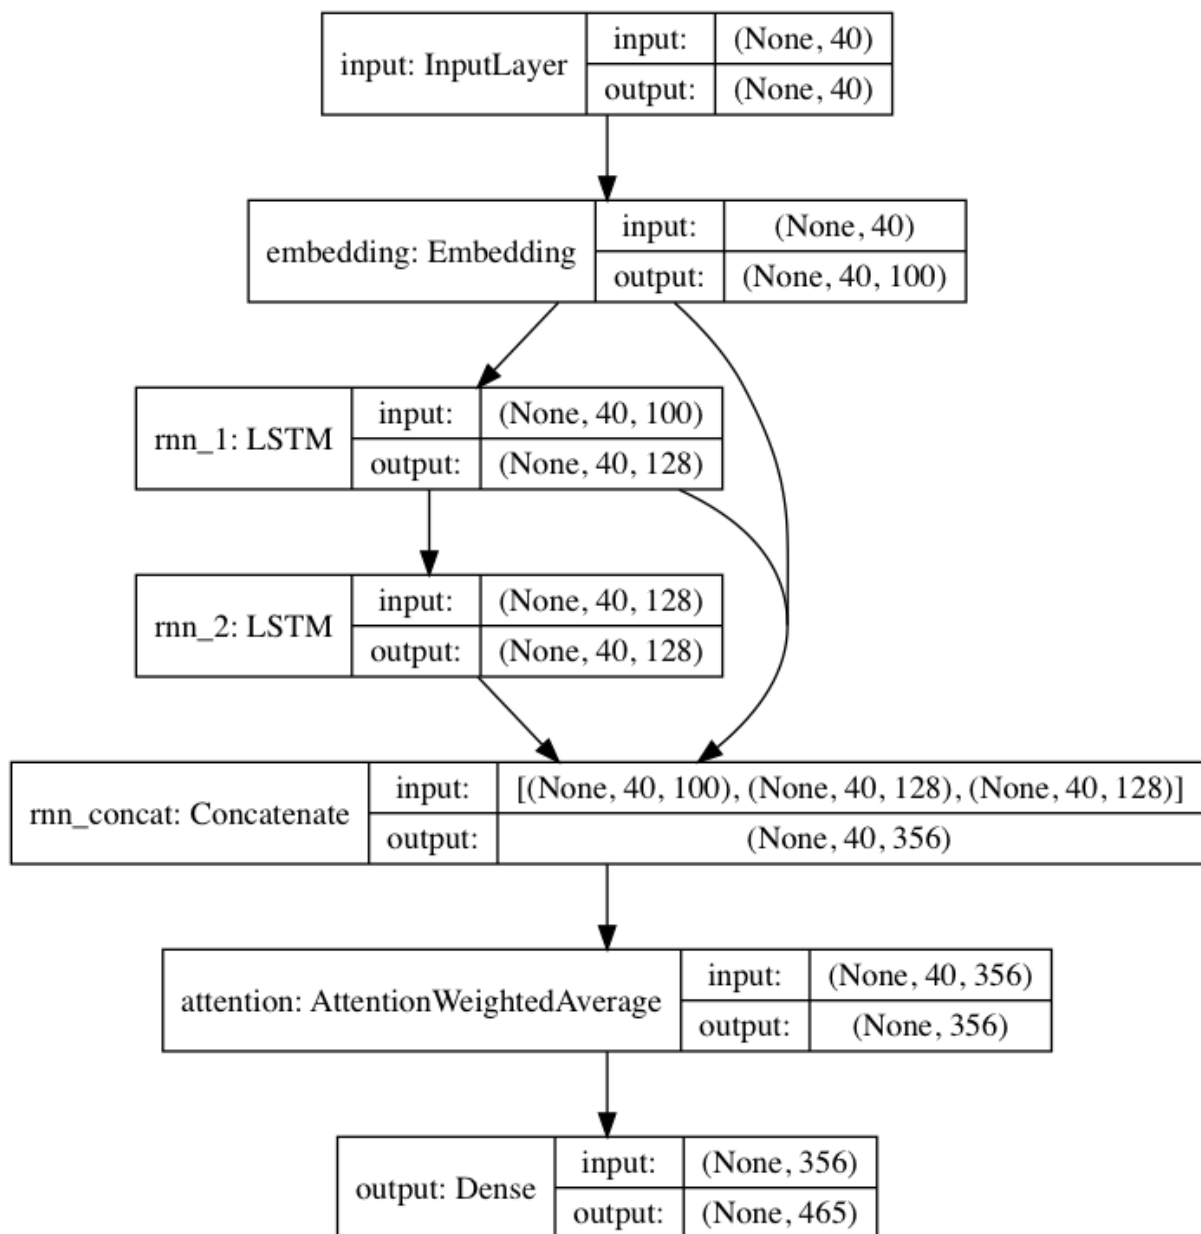 input: InputLayer
input: (None, 40)
output: (None, 40)
embedding: Embedding
input: (None, 40)
output: (None, 40, 100)
rnn_1: LSTM
input: (None, 40, 100)
output: (None, 40, 128)
rnn_2: LSTM
input: (None, 40, 128)
output: (None, 40, 128)
rnn_concat: Concatenate
input: [(None, 40, 100), (None, 40, 128), (None, 40, 128)]
output: (None, 40, 356)
attention: AttentionWeightedAverage
input: (None, 40, 356)
output: (None, 356)
output: Dense
input: (None, 356)
output: (None, 465)